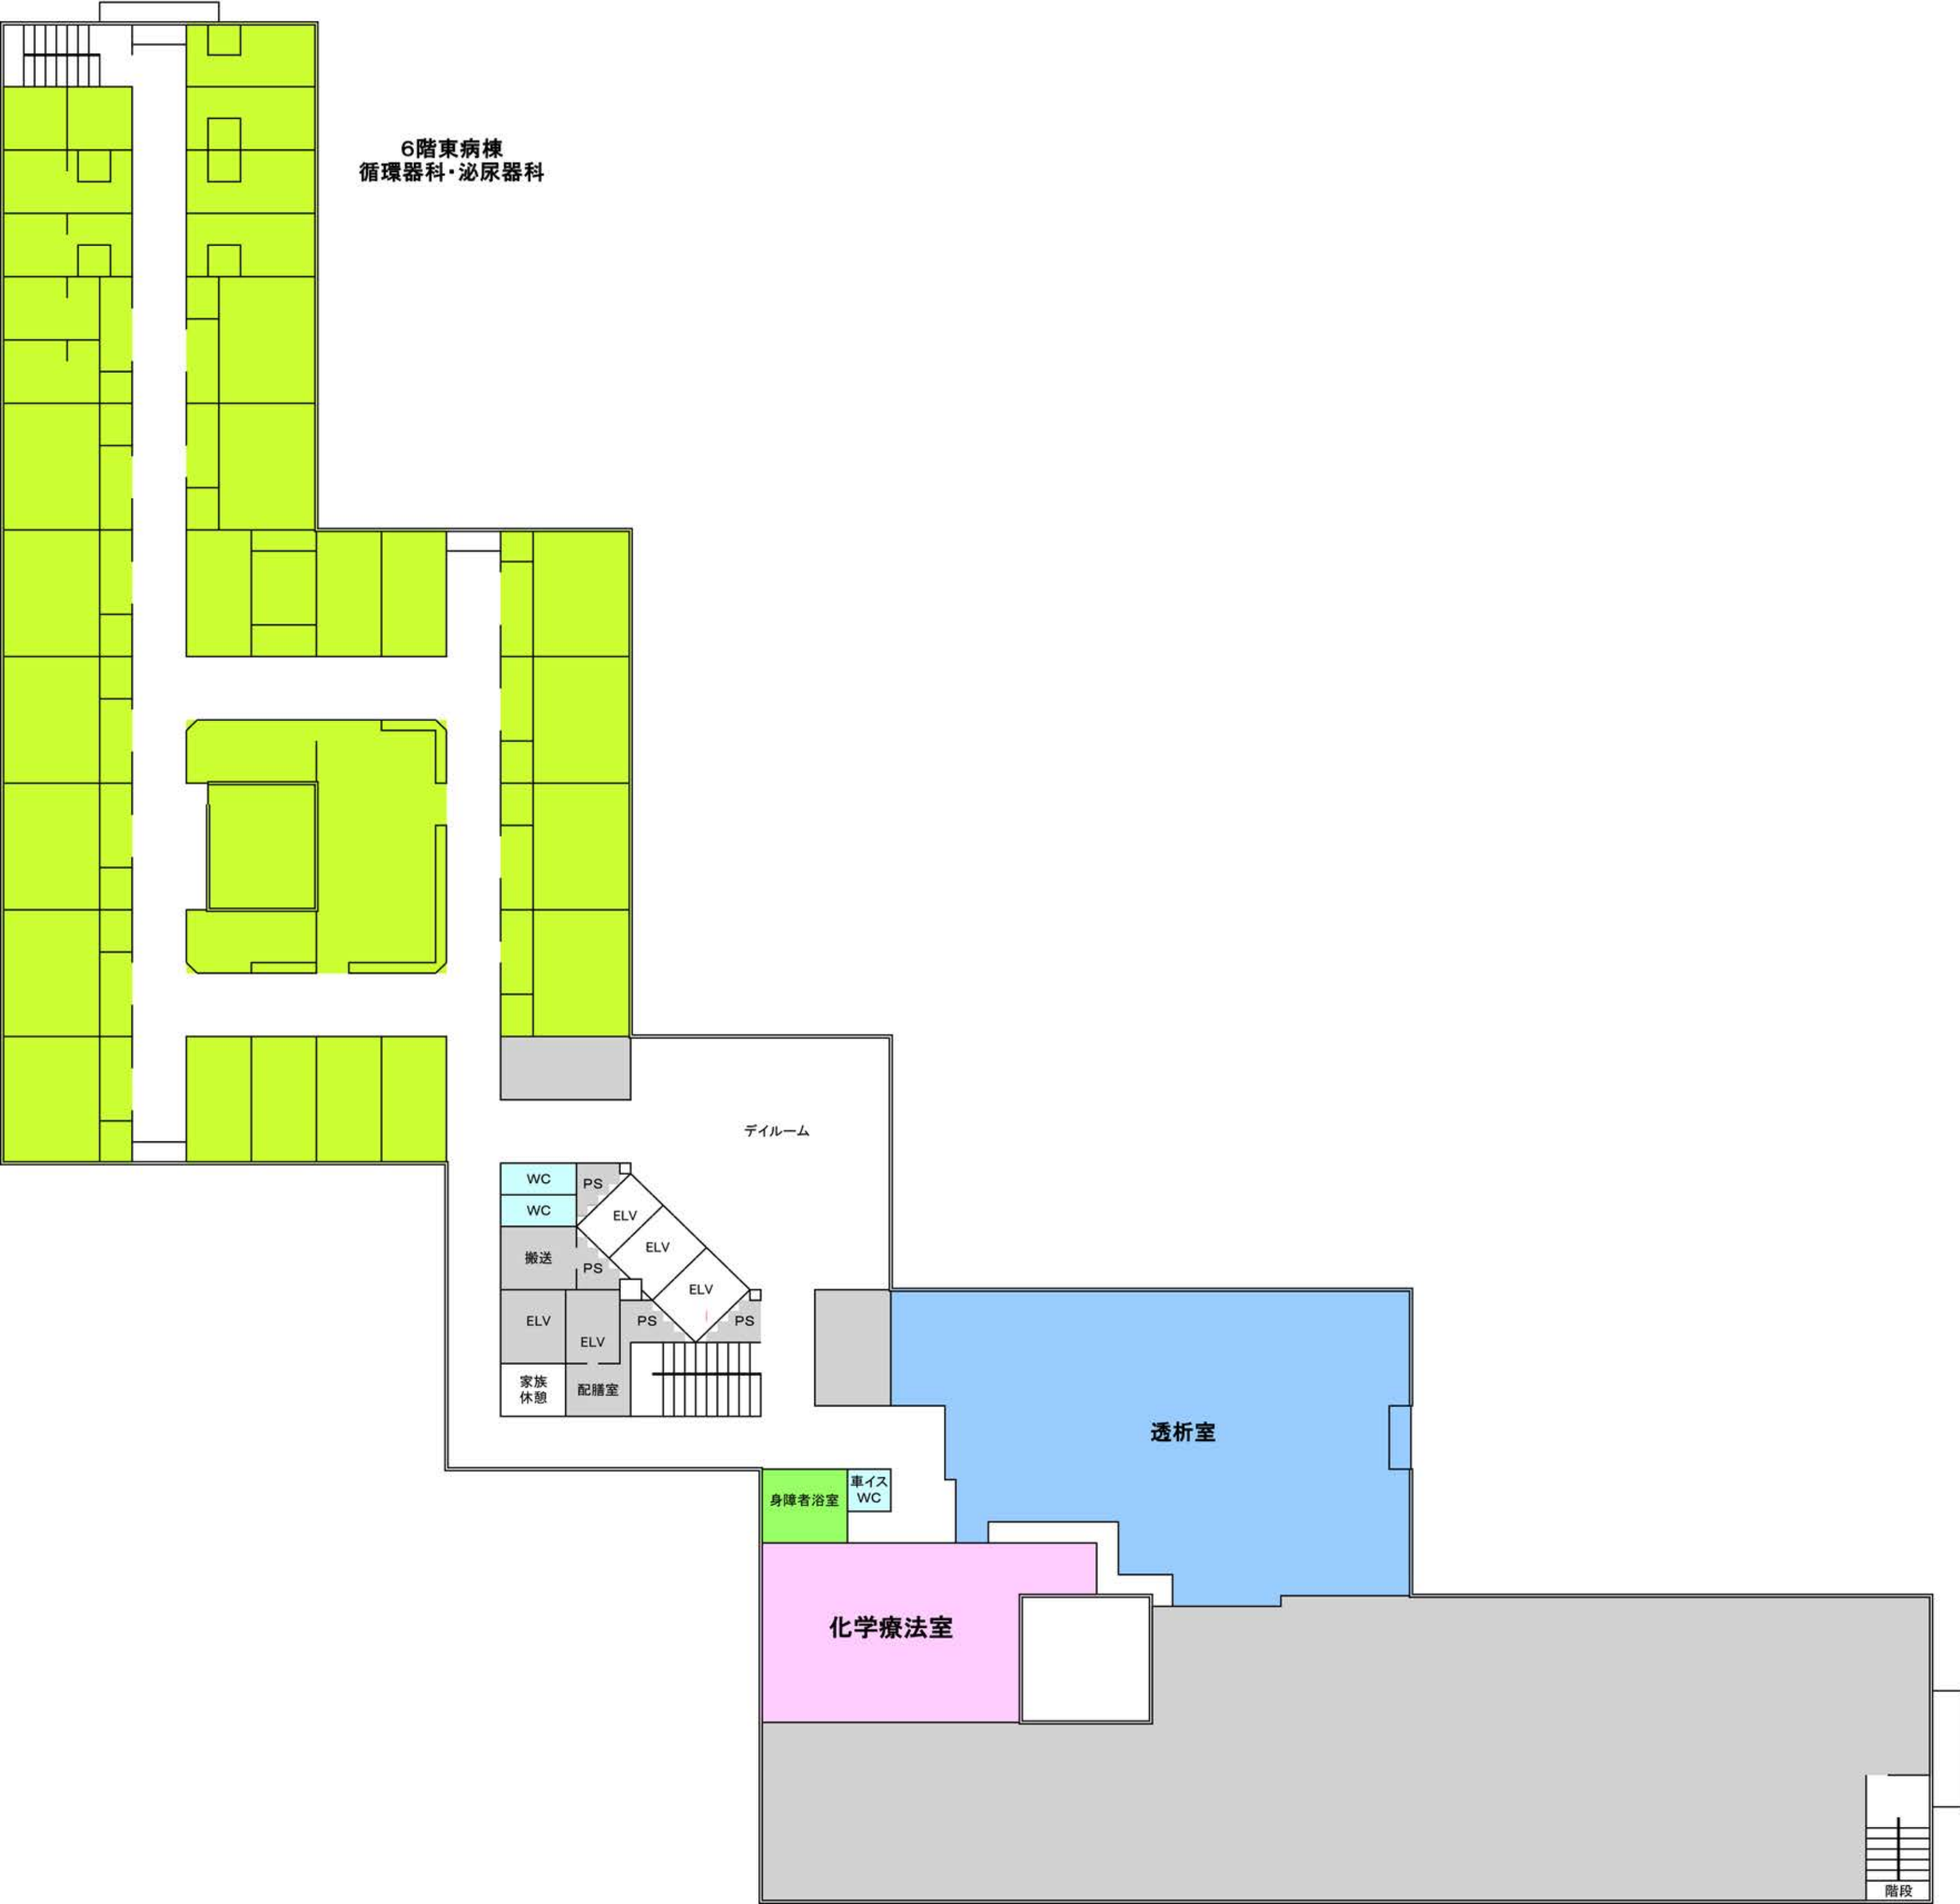 6階東病棟
循環器科・泌尿器科
デイルーム
WC
PS
WC
ELV
ELV
搬送
PS
ELV
ELV
PS
PS
ELV
家族
休憩
配膳室
透析室
身障者浴室
車イス
WC
化学療法室
階段